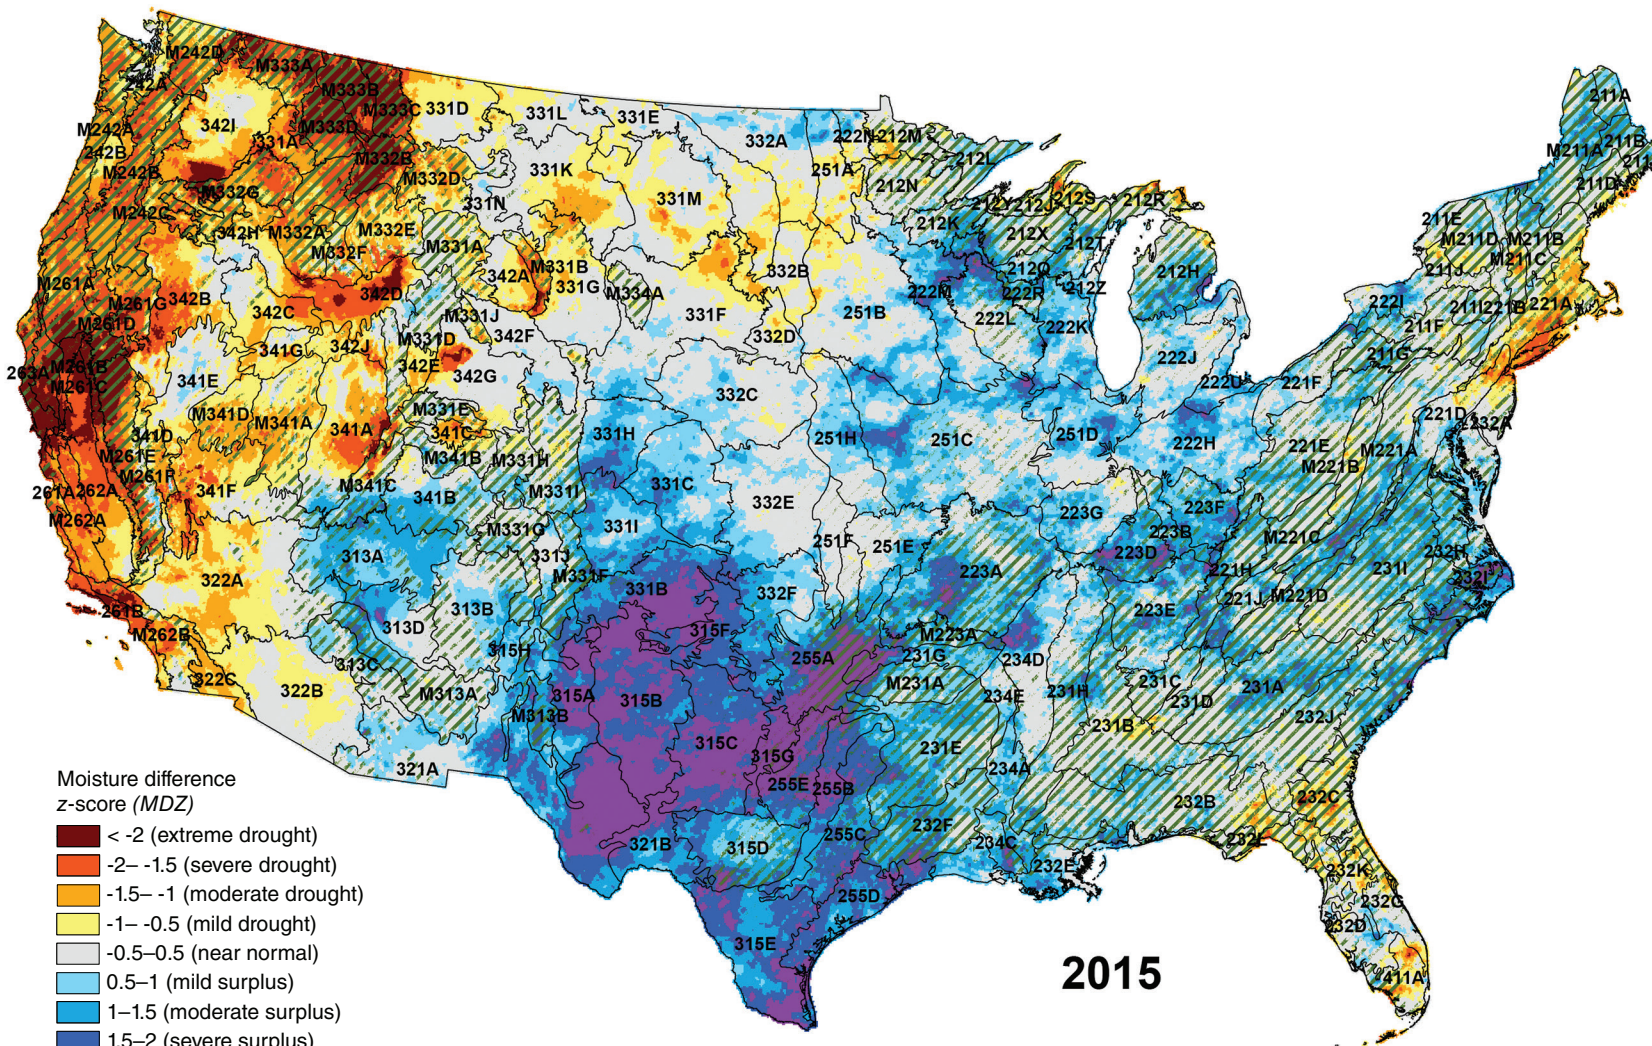 M242D
M333A
242A
M333B
M333C
331D
331L
331E
332A
222N
212M
211A
M242A
342I
331A
M333D
M332B
242B
M242B
M332G
M332D
331K
331N
331M
251A
212N
212L
M211A
211B
211D
M242C
342H
M332A
M332E
M332F
M331A
342A
M331B
331G
M334A
332B
212K
212Y
212J
212S
212R
212X
212T
212Q
212Z
212H
211E
M211D
M211B
M211C
211J
M261A
M261G
342B
342D
342C
M331J
342F
331F
332D
251B
222M
222R
222L
222K
222I
211I
221B
221A
211F
M261D
341G
342J
M331D
342E
342G
222J
211G
263A
M261B
M261C
341E
222U
221F
332C
M341D
M341A
341A
M331E
341C
M341B
M331H
331H
251H
251C
251D
222H
221E
221D
232A
341D
M261E
M261F
M221A
M221B
261A
262A
341F
M341C
341B
M331I
331C
332E
M262A
M331G
331I
251F
251E
223G
223F
223B
223D
M221C
232H
313A
331J
M331F
322A
331B
332F
223A
221H
231I
232I
261B
313B
221J
M221D
223E
M262B
313D
315F
M223A
231G
234D
315H
255A
313C
M313A
322C
322B
315A
315B
M313B
M231A
234E
231H
231C
231D
231A
231B
232J
315C
315G
231E
321A
234A
255E
255B
232B
232C
Moisture difference
z-score (MDZ)
< -2 (extreme drought)
-2– -1.5 (severe drought)
-1.5– -1 (moderate drought)
-1– -0.5 (mild drought)
-0.5–0.5 (near normal)
0.5–1 (mild surplus)
1–1.5 (moderate surplus)
1.5–2 (severe surplus)
321B
315D
255C
232F
234C
232E
232L
232K
232G
232D
255D
315E
411A
2015